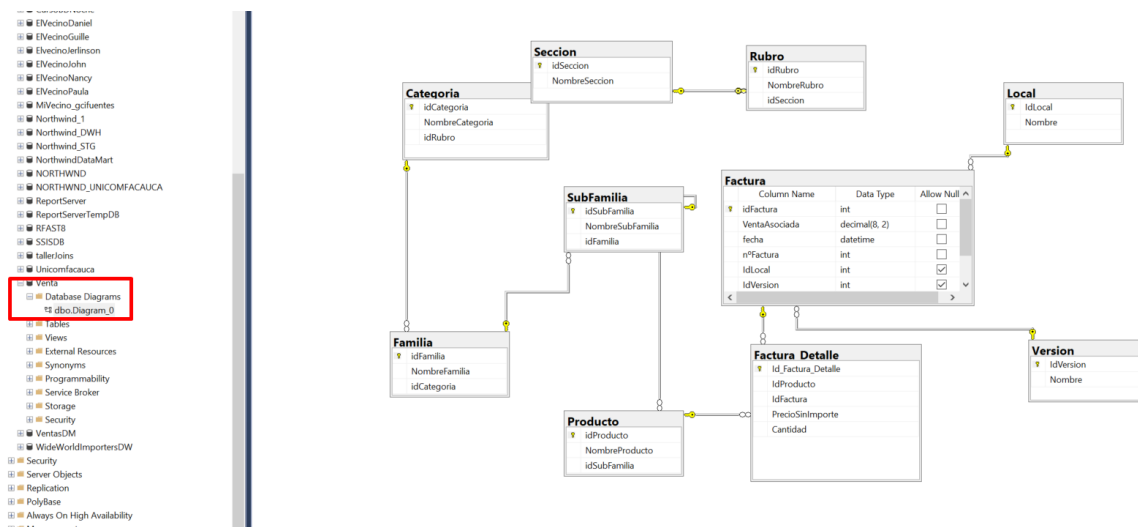 ElVecinoDaniel
ElVecinoGuille
ElvecinoJerlinson
ElVecinoJohn
ElVecinoNancy
ElVecinoPaula
MiVecino_gcifuentes
Northwind_1
Northwind_DWH
Northwind_STG
NorthwindDataMart
NORTHWND
NORTHWND_UNICOMFACAUCA
ReportServer
ReportServerTempDB
RFAST8
SSISDB
tallerJoins
Unicomfacauca
Venta
Database Diagrams
dbo.Diagram_0
Tables
Views
External Resources
Synonyms
Programmability
Service Broker
Storage
Security
VentasDM
WideWorldImportersDW
Security
Server Objects
Replication
PolyBase
Always On High Availability
Seccion
idSeccion
NombreSeccion
Rubro
idRubro
NombreRubro
idSeccion
Categoria
idCategoria
NombreCategoria
idRubro
Local
IdLocal
Nombre
SubFamilia
idSubFamilia
NombreSubFamilia
idFamilia
Factura
Column Name Data Type Allow Null
idFactura int
VentaAsociada decimal(8, 2)
fecha datetime
nºFactura int
IdLocal int
IdVersion int
Familia
idFamilia
NombreFamilia
idCategoria
Factura_Detalle
Id_Factura_Detalle
IdProducto
IdFactura
PrecioSinImporte
Cantidad
Version
IdVersion
Nombre
Producto
idProducto
NombreProducto
idSubFamilia